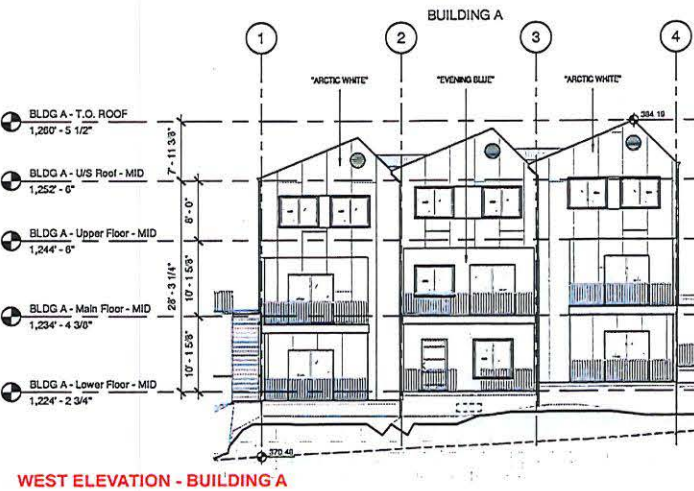 BUILDING A
1
2
3
4
"ARCTIC WHITE"
"EVENING BLUE"
"ARCTIC WHITE"
384.19
BLDG A - T.O. ROOF
1,260' - 5 1/2"
7' - 11 3/8"
BLDG A - U/S Roof - MID
1,252' - 6"
8' - 0"
BLDG A - Upper Floor - MID
1,244' - 6"
28' - 3 1/4"
10' - 1 5/8"
BLDG A - Main Floor - MID
1,234' - 4 3/8"
10' - 1 5/8"
BLDG A - Lower Floor - MID
1,224' - 2 3/4"
370.48
WEST ELEVATION - BUILDING A